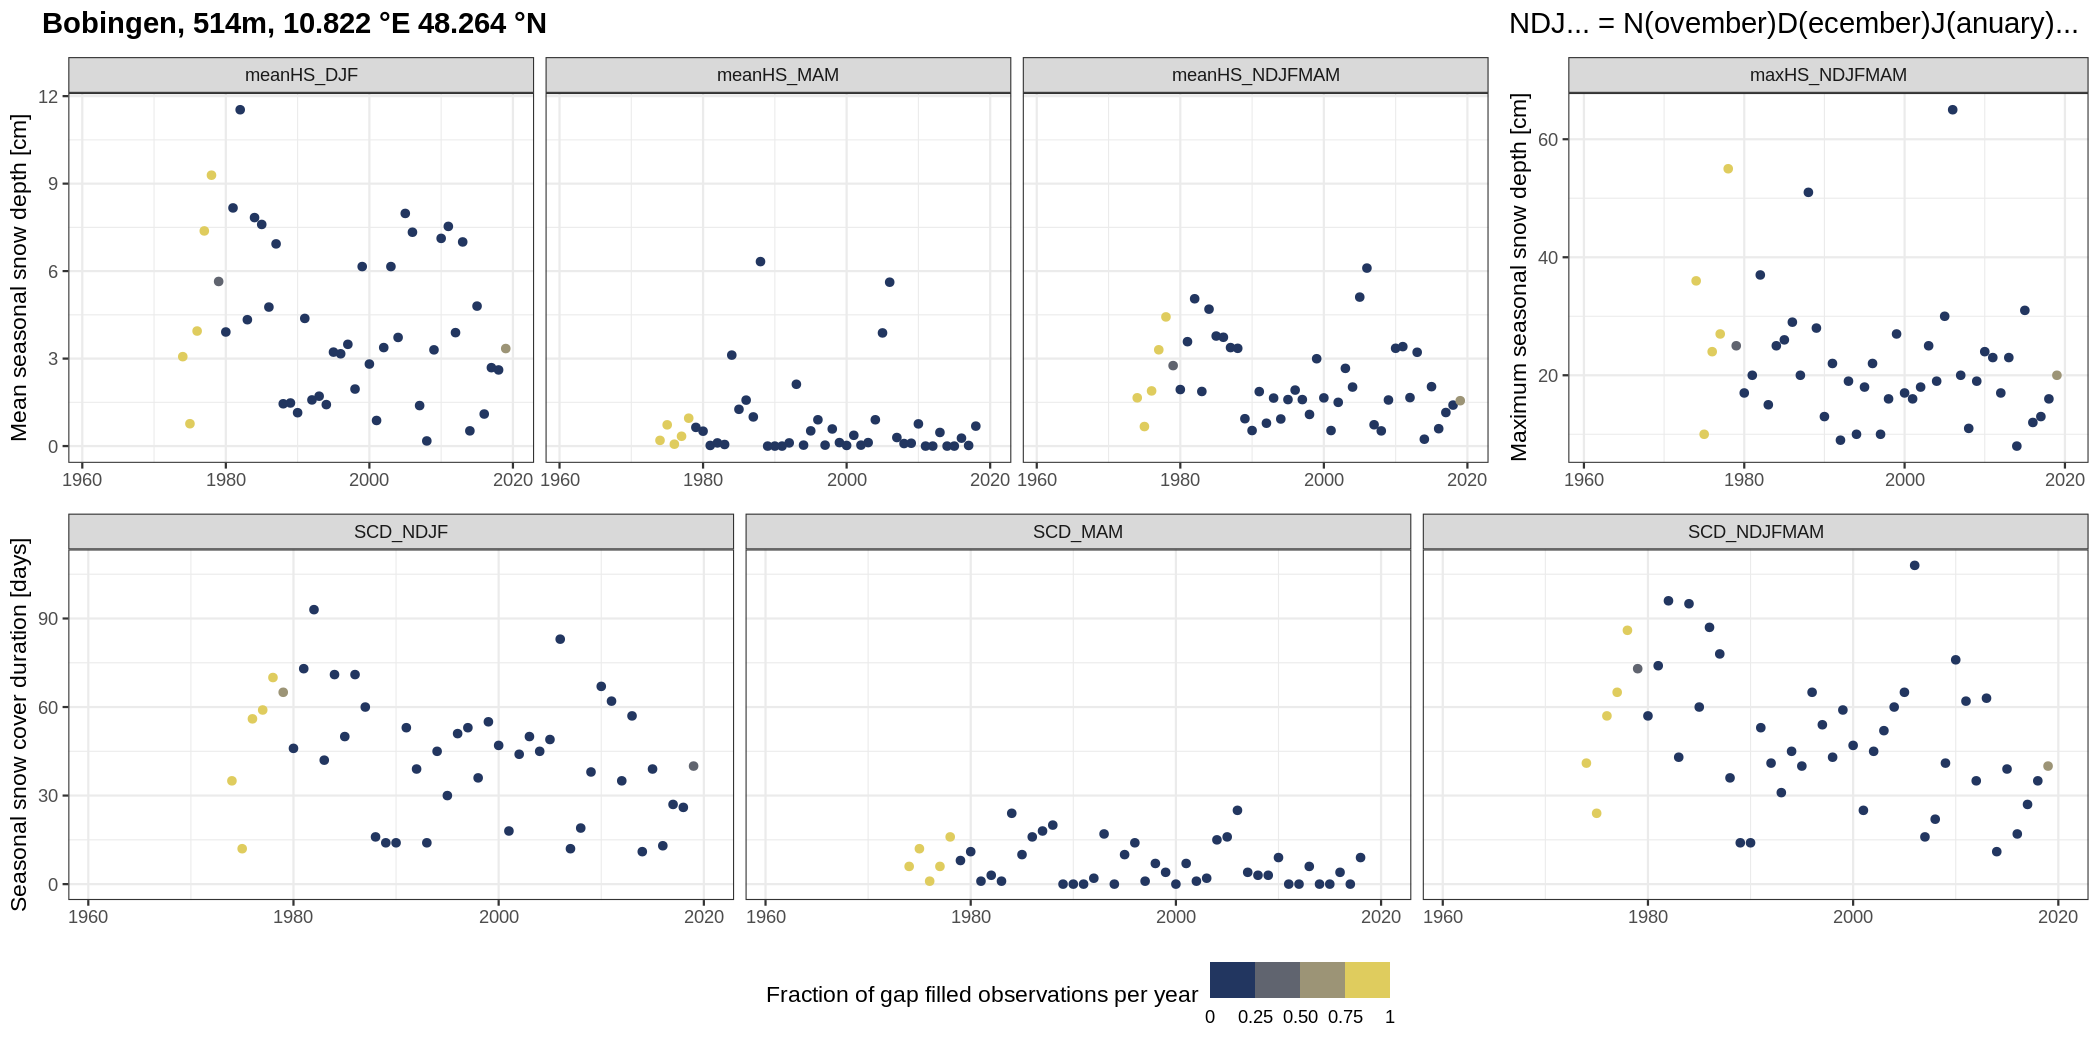 Bobingen, 514m, 10.822 °E 48.264 °N
NDJ... = N(ovember)D(ecember)J(anuary)...
meanHS_DJF
meanHS_MAM
meanHS_NDJFMAM
maxHS_NDJFMAM
Mean seasonal snow depth [cm]
12
9
6
3
0
1960 1980 2000 2020
1960 1980 2000 2020
1960 1980 2000 2020
Maximum seasonal snow depth [cm]
60
40
20
1960 1980 2000 2020
SCD_NDJF
SCD_MAM
SCD_NDJFMAM
Seasonal snow cover duration [days]
90
60
30
0
1960 1980 2000 2020
1960 1980 2000 2020
1960 1980 2000 2020
Fraction of gap filled observations per year
0 0.25 0.50 0.75 1